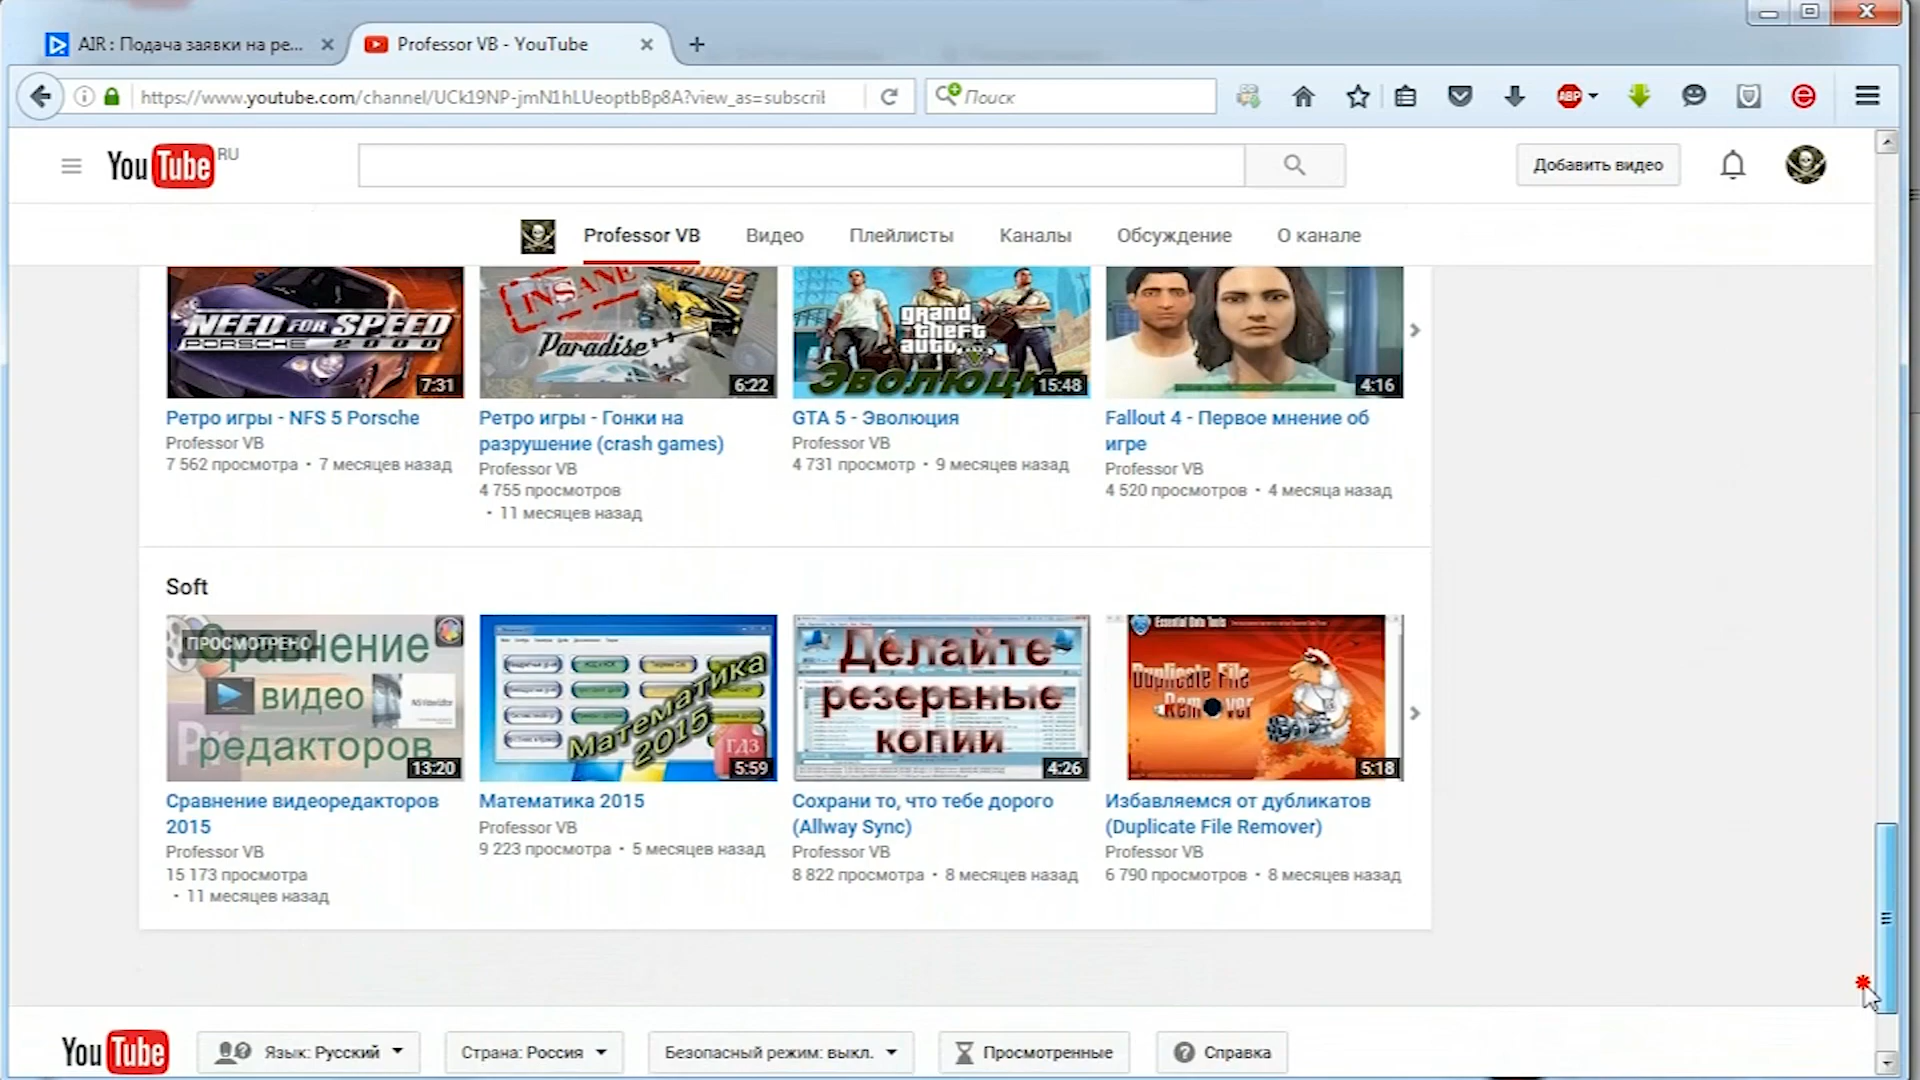 AIR : Подача заявки на ре...
Professor VB - YouTube
https://www.youtube.com/channel/UCk19NP-jmN1hLUeoptbBp8A?view_as=subscrib
Поиск
ABP
YouTube RU
Добавить видео
Professor VB
Видео
Плейлисты
Каналы
Обсуждение
О канале
NEED FOR SPEED
PORSCHE 2000
7:31
INSANE
Paradise
6:22
grand
theft
auto
Эволюция
15:48
4:16
Ретро игры - NFS 5 Porsche
Professor VB
7 562 просмотра • 7 месяцев назад
Ретро игры - Гонки на
разрушение (crash games)
Professor VB
4 755 просмотров
• 11 месяцев назад
GTA 5 - Эволюция
Professor VB
4 731 просмотр • 9 месяцев назад
Fallout 4 - Первое мнение об
игре
Professor VB
4 520 просмотров • 4 месяца назад
Soft
ПРОСМОТРЕНО
Сравнение
видео
редакторов
Pr
13:20
Математика
2015
ГДЗ
5:59
Делайте
резервные
копии
4:26
Essential Data Tools
Duplicate File
Remover
5:18
Сравнение видеоредакторов
2015
Professor VB
15 173 просмотра
• 11 месяцев назад
Математика 2015
Professor VB
9 223 просмотра • 5 месяцев назад
Сохрани то, что тебе дорого
(Allway Sync)
Professor VB
8 822 просмотра • 8 месяцев назад
Избавляемся от дубликатов
(Duplicate File Remover)
Professor VB
6 790 просмотров • 8 месяцев назад
YouTube
Язык: Русский
Страна: Россия
Безопасный режим: выкл.
Просмотренные
Справка